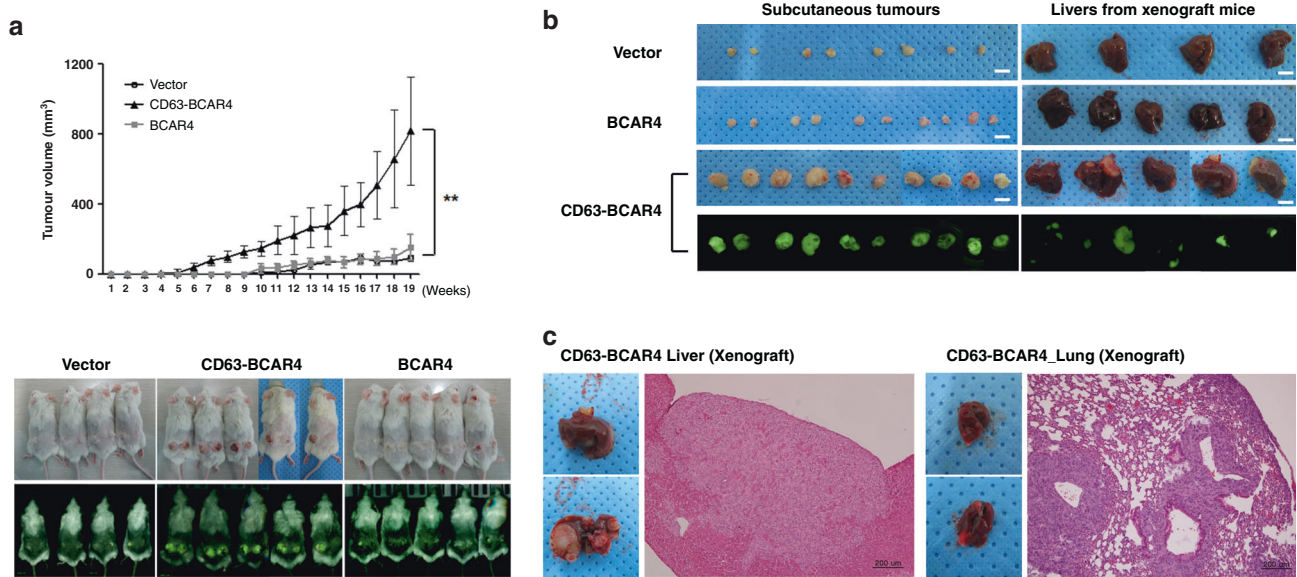 a
1200
800
400
0
Tumour volume (mm³)
Vector
CD63-BCAR4
BCAR4
**
1 2 3 4 5 6 7 8 9 10 11 12 13 14 15 16 17 18 19 (Weeks)
Vector CD63-BCAR4 BCAR4
b
Subcutaneous tumours Livers from xenograft mice
Vector
BCAR4
CD63-BCAR4
c
CD63-BCAR4 Liver (Xenograft) CD63-BCAR4_Lung (Xenograft)
200 um
200 um